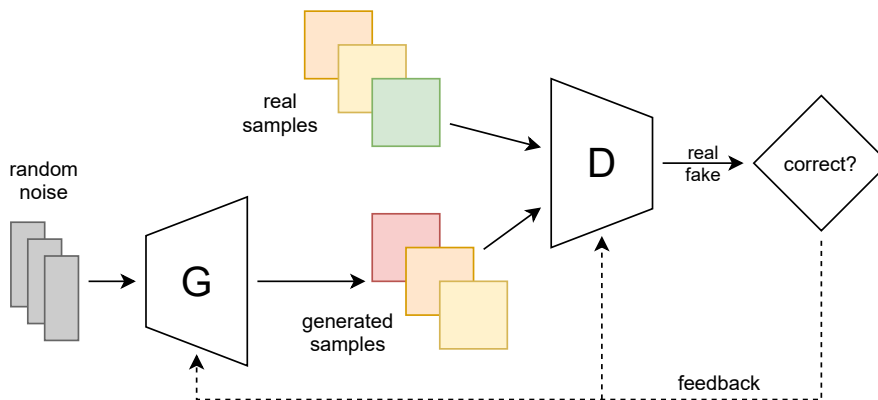 real
samples
random
noise
G
generated
samples
D
real
fake
correct?
feedback